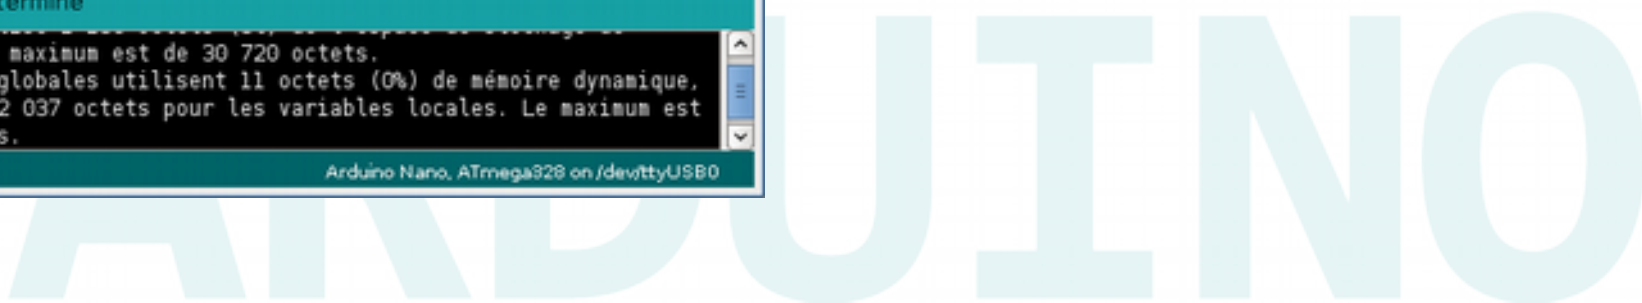 terminé
maximum est de 30 720 octets.
globales utilisent 11 octets (0%) de mémoire dynamique,
2 037 octets pour les variables locales. Le maximum est
s.
Arduino Nano, ATmega328 on /dev/ttyUSB0
ARDUINO